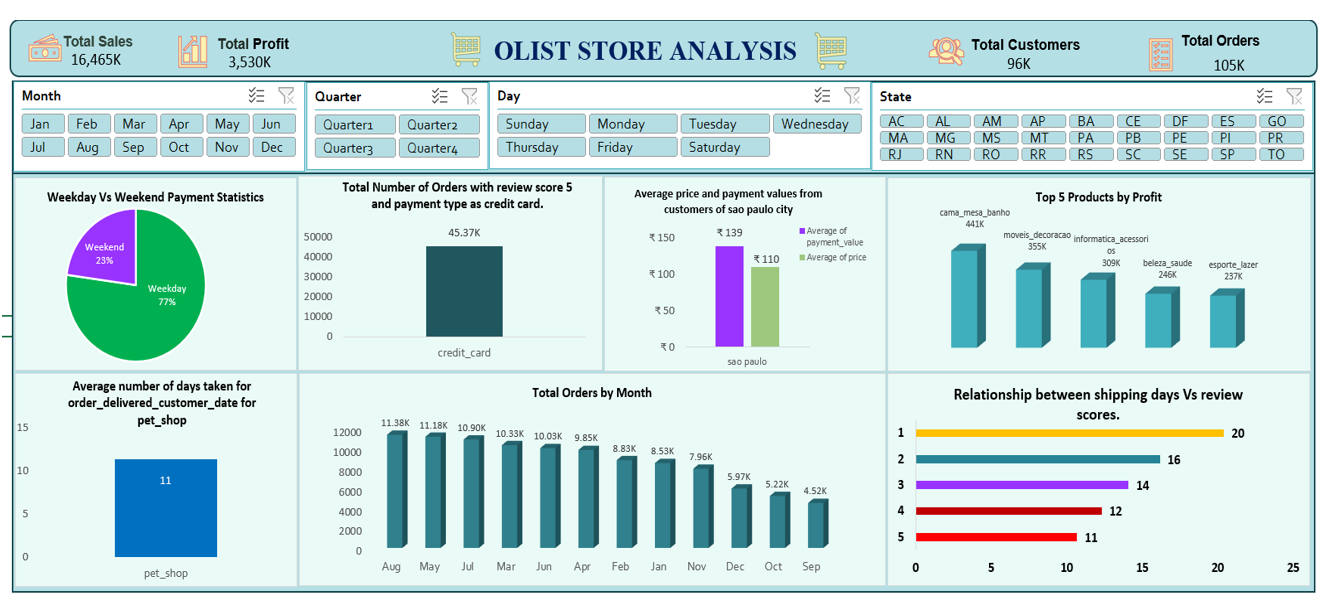 Total Sales
16,465K
Total Profit
3,530K
OLIST STORE ANALYSIS
Total Customers
96K
Total Orders
105K
Month
Jan Feb Mar Apr May Jun
Jul Aug Sep Oct Nov Dec
Quarter
Quarter1 Quarter2
Quarter3 Quarter4
Day
Sunday Monday Tuesday Wednesday
Thursday Friday Saturday
State
AC AL AM AP BA CE DF ES GO
MA MG MS MT PA PB PE PI PR
RJ RN RO RR RS SC SE SP TO
Weekday Vs Weekend Payment Statistics
Weekend
23%
Weekday
77%
Total Number of Orders with review score 5
and payment type as credit card.
45.37K
50000
40000
30000
20000
10000
0
credit_card
Average price and payment values from
customers of sao paulo city
₹ 150
₹ 100
₹ 50
₹ 0
₹ 139
₹ 110
Average of
payment_value
Average of price
sao paulo
Top 5 Products by Profit
cama_mesa_banho
441K
moveis_decoracao
355K
informatica_acessori
os
309K
beleza_saude
246K
esporte_lazer
237K
Average number of days taken for
order_delivered_customer_date for
pet_shop
15
10
5
0
11
pet_shop
Total Orders by Month
12000
10000
8000
6000
4000
2000
0
11.38K 11.18K 10.90K 10.33K 10.03K 9.85K 8.83K 8.53K 7.96K 5.97K 5.22K 4.52K
Aug May Jul Mar Jun Apr Feb Jan Nov Dec Oct Sep
Relationship between shipping days Vs review
scores.
1 20
2 16
3 14
4 12
5 11
0 5 10 15 20 25